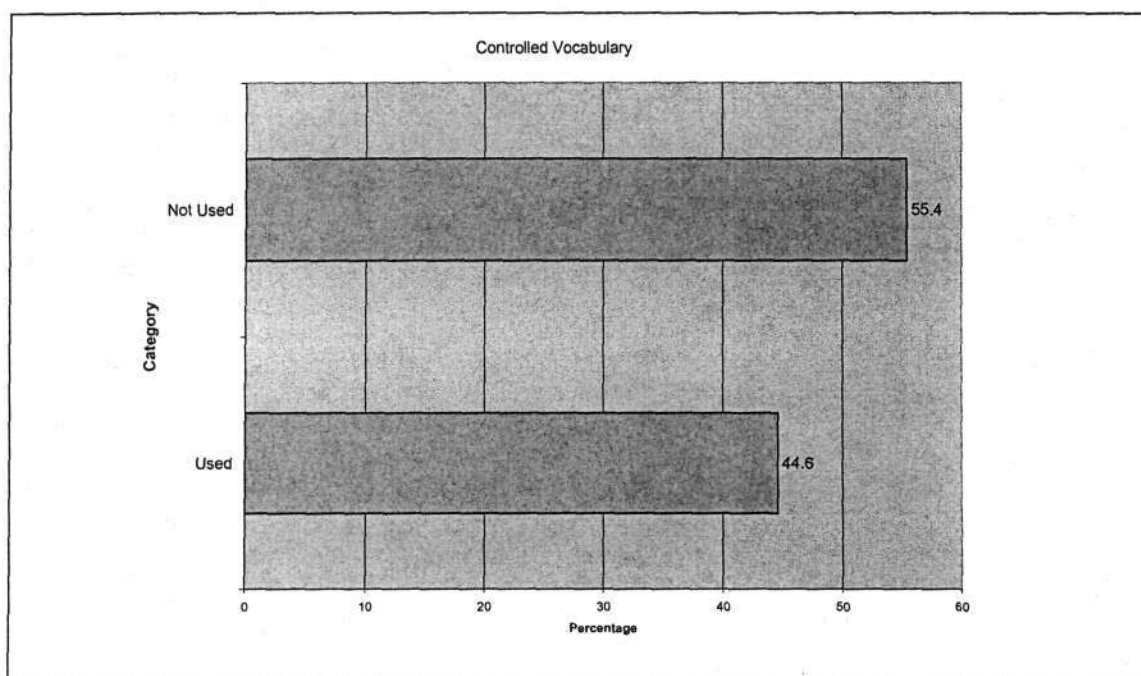 Controlled Vocabulary
Not Used
55.4
Category
Used
44.6
0 10 20 30 40 50 60
Percentage